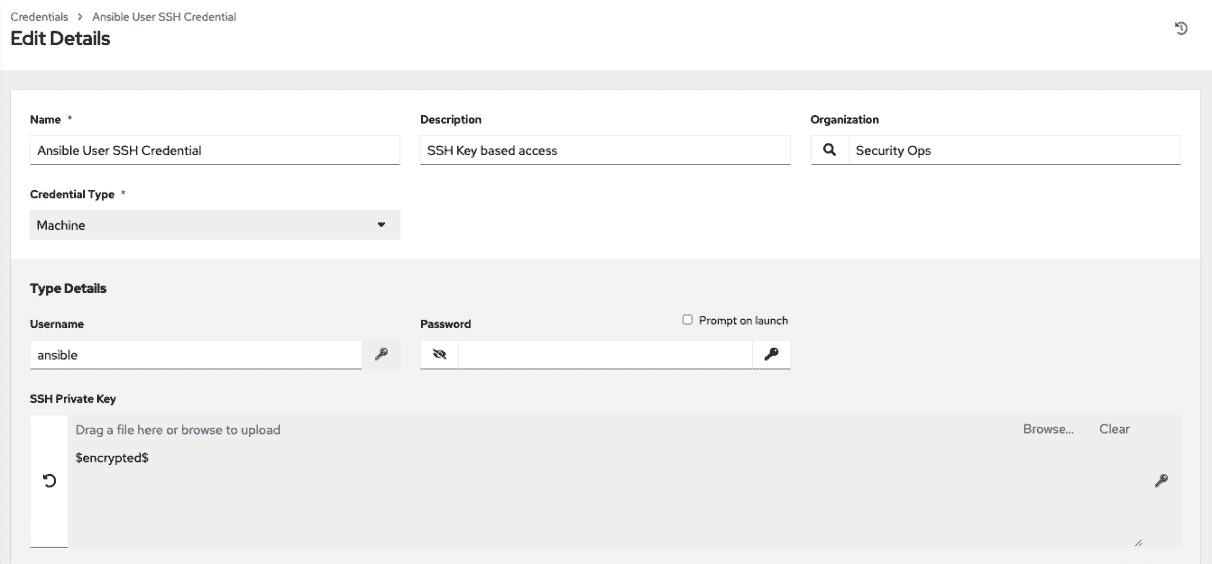 Credentials > Ansible User SSH Credential
Edit Details
Name * Description Organization
Ansible User SSH Credential SSH Key based access Security Ops
Credential Type *
Machine
Type Details
Username Password Prompt on launch
ansible
SSH Private Key
Drag a file here or browse to upload Browse... Clear
$encrypted$